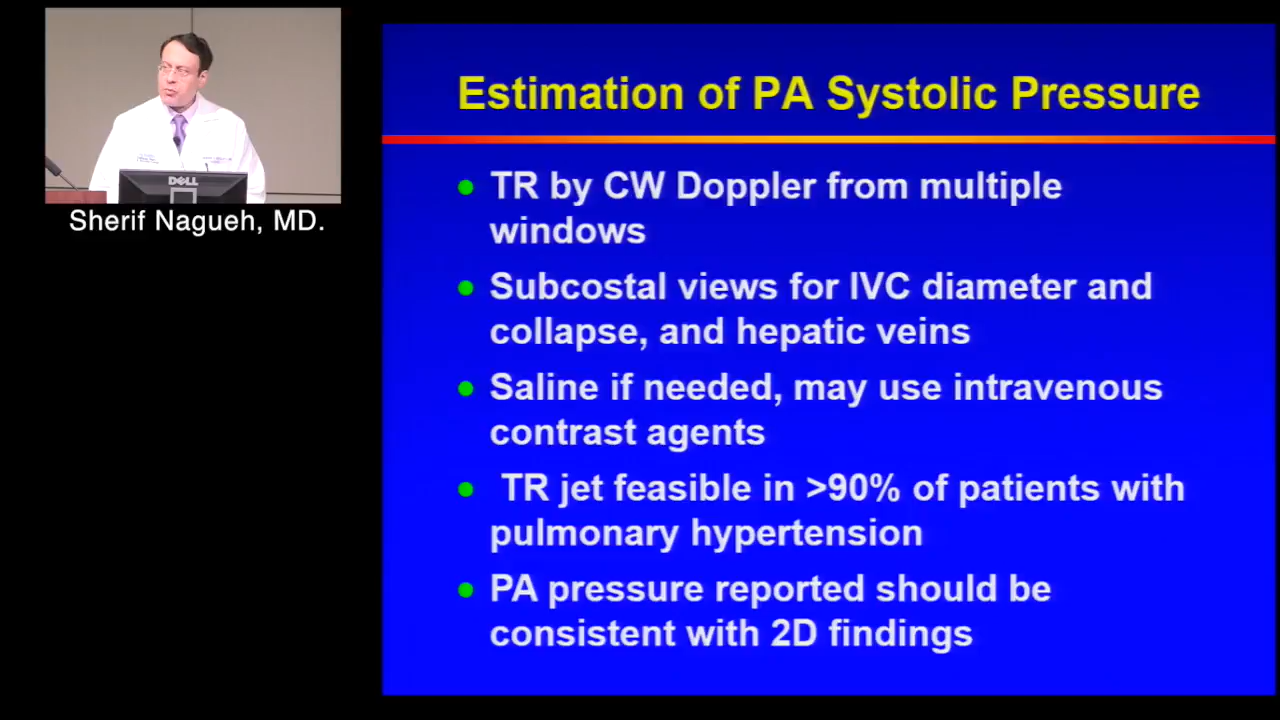 Estimation of PA Systolic Pressure
TR by CW Doppler from multiple
windows
Subcostal views for IVC diameter and
collapse, and hepatic veins
Saline if needed, may use intravenous
contrast agents
TR jet feasible in >90% of patients with
pulmonary hypertension
PA pressure reported should be
consistent with 2D findings
DELL
Sherif Nagueh, MD.